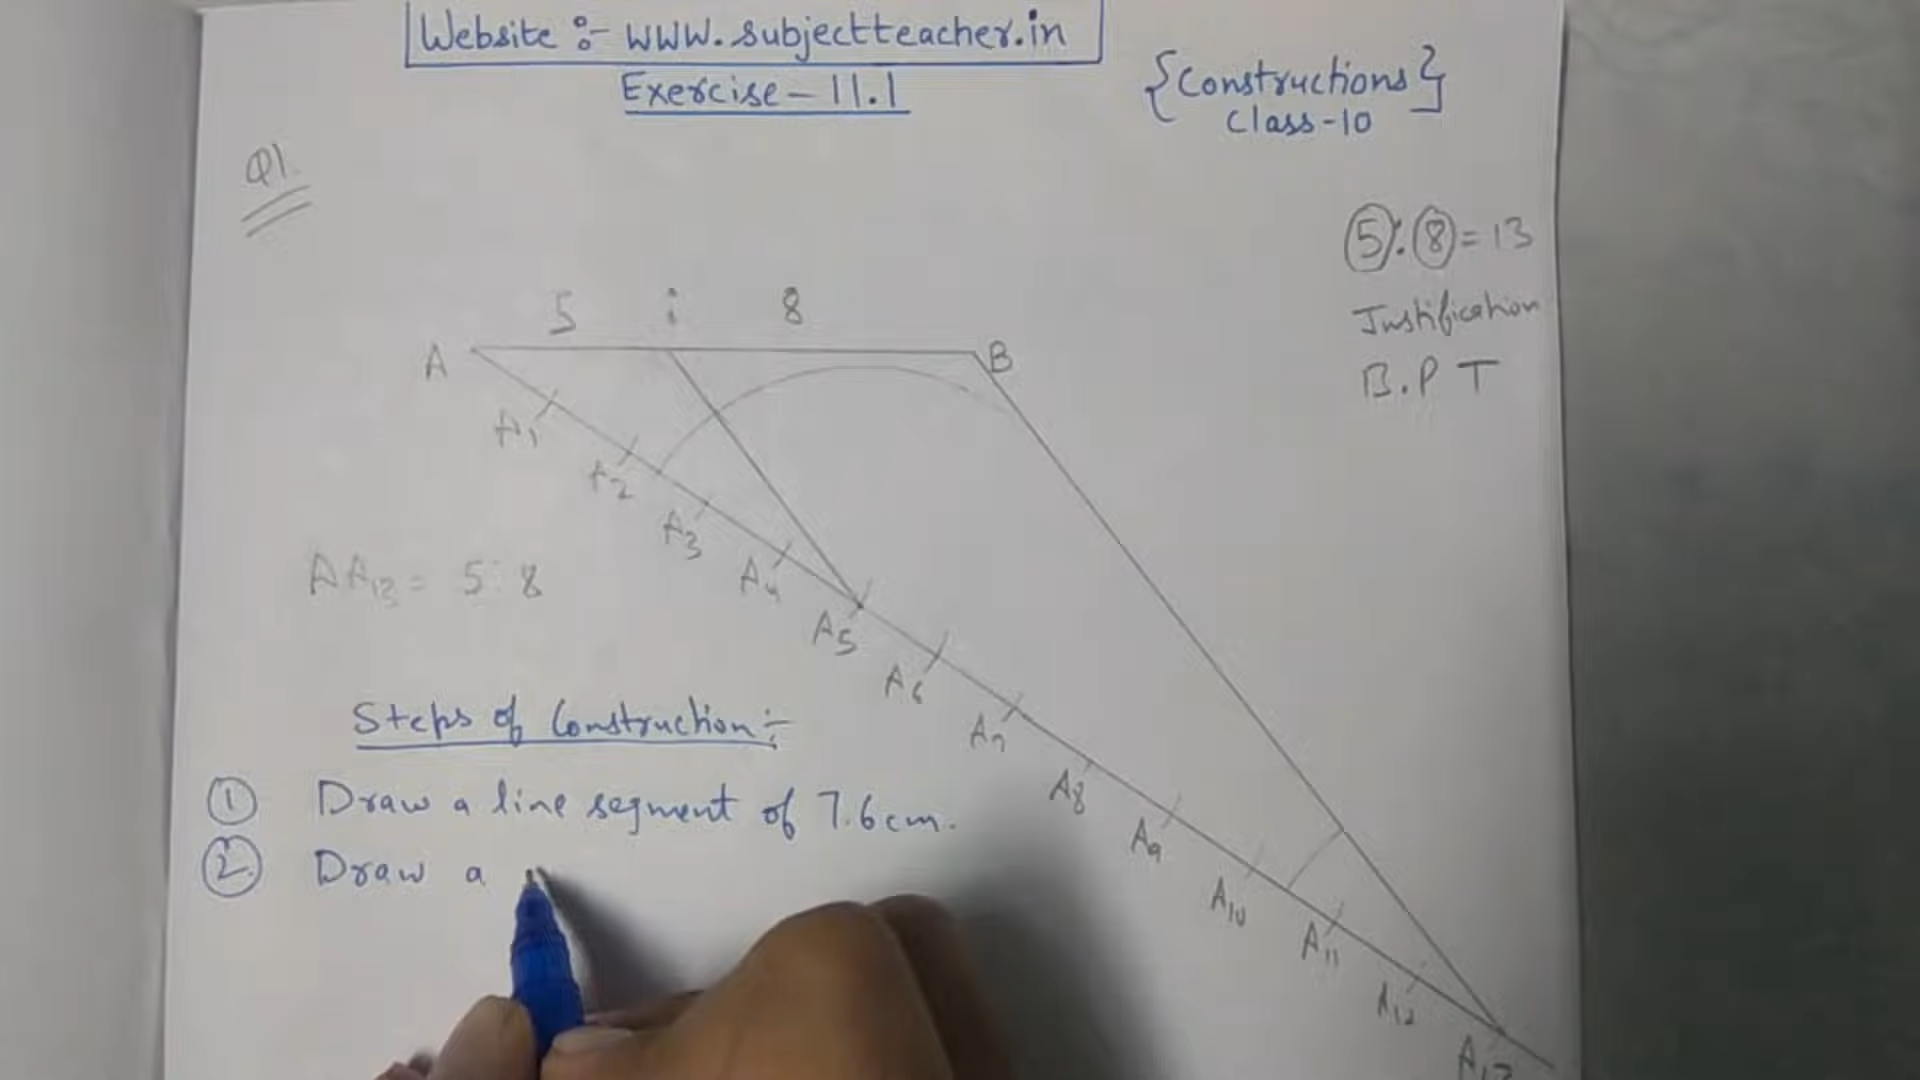 Website :- www.subjectteacher.in
Exercise - 11.1
{Constructions}
Class-10
Q1.
5 : 8 = 13
Justification
B.P T
5 : 8
A B
A1
A2
A3
A4
A5
A6
A7
A8
A9
A10
A11
A12
A13
AA13 = 5 : 8
Steps of Construction :-
1 Draw a line segment of 7.6cm.
2. Draw a